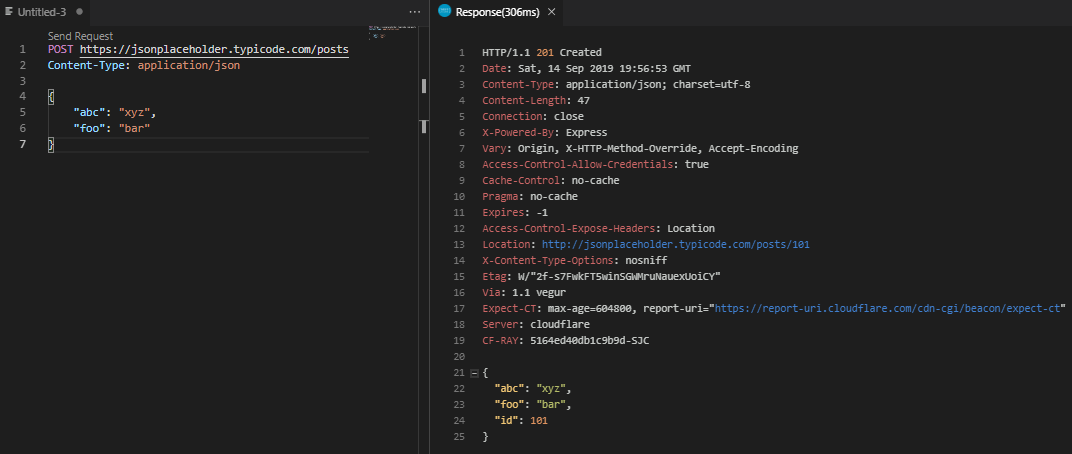 Untitled-3
Send Request
1 POST https://jsonplaceholder.typicode.com/posts
2 Content-Type: application/json
3
4 {
5 "abc": "xyz",
6 "foo": "bar"
7 }
Response(306ms)
1 HTTP/1.1 201 Created
2 Date: Sat, 14 Sep 2019 19:56:53 GMT
3 Content-Type: application/json; charset=utf-8
4 Content-Length: 47
5 Connection: close
6 X-Powered-By: Express
7 Vary: Origin, X-HTTP-Method-Override, Accept-Encoding
8 Access-Control-Allow-Credentials: true
9 Cache-Control: no-cache
10 Pragma: no-cache
11 Expires: -1
12 Access-Control-Expose-Headers: Location
13 Location: http://jsonplaceholder.typicode.com/posts/101
14 X-Content-Type-Options: nosniff
15 Etag: W/"2f-s7FwkFT5winSGWMruNauexUoiCY"
16 Via: 1.1 vegur
17 Expect-CT: max-age=604800, report-uri="https://report-uri.cloudflare.com/cdn-cgi/beacon/expect-ct"
18 Server: cloudflare
19 CF-RAY: 5164ed40db1c9b9d-SJC
20
21 {
22 "abc": "xyz",
23 "foo": "bar",
24 "id": 101
25 }